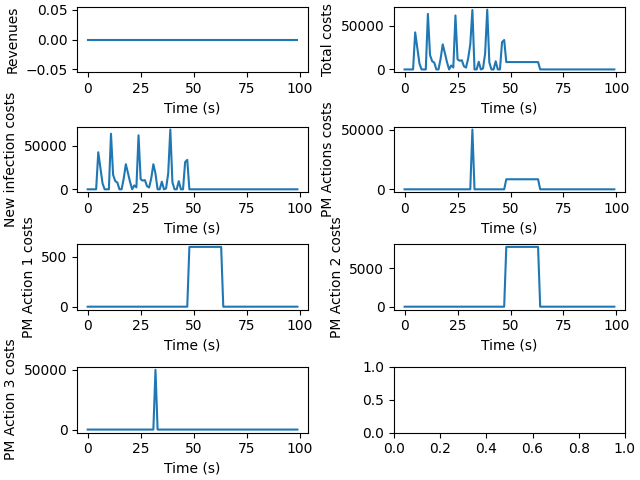 Revenues
0.05
0.00
−0.05
0 25 50 75 100
Time (s)
Total costs
50000
0
0 25 50 75 100
Time (s)
New infection costs
50000
0
0 25 50 75 100
Time (s)
PM Actions costs
50000
0
0 25 50 75 100
Time (s)
PM Action 1 costs
500
0
0 25 50 75 100
Time (s)
PM Action 2 costs
5000
0
0 25 50 75 100
Time (s)
PM Action 3 costs
50000
0
0 25 50 75 100
Time (s)
1.0
0.5
0.0
0.0 0.2 0.4 0.6 0.8 1.0